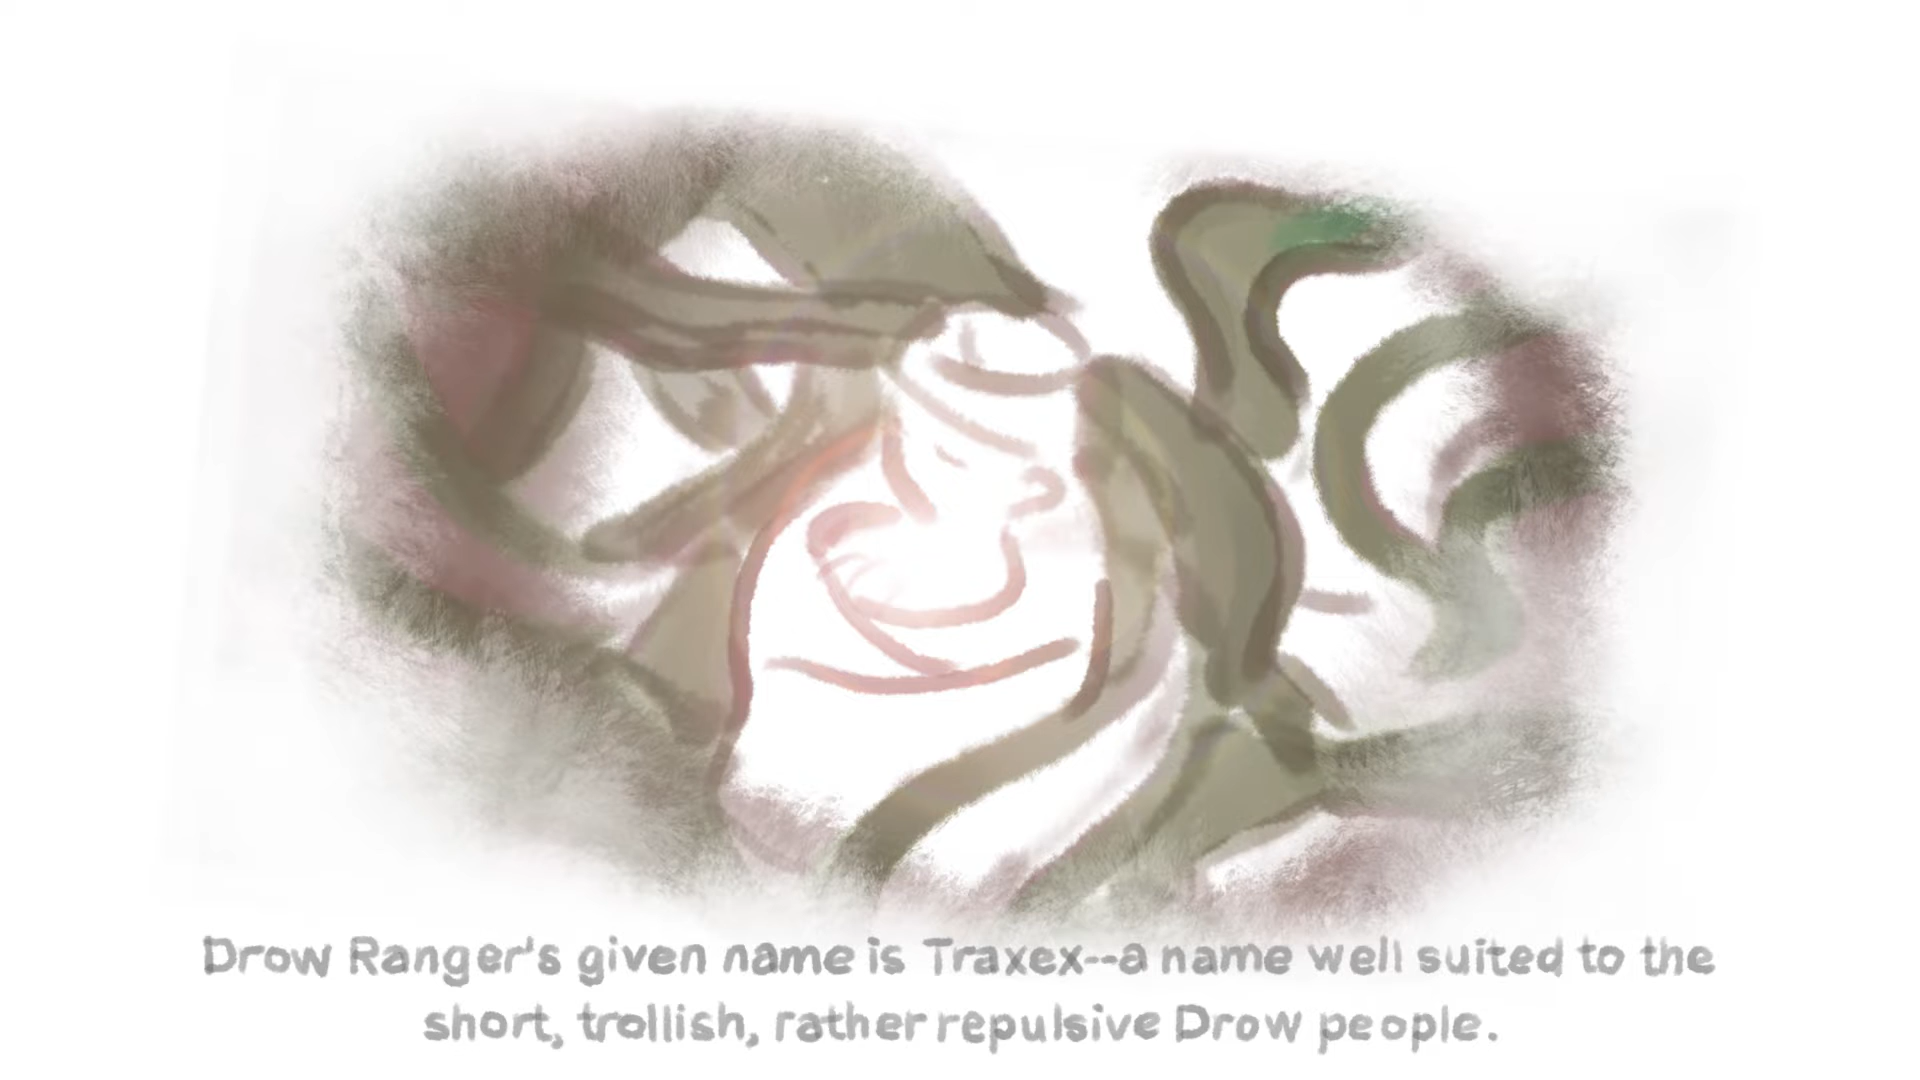 Drow Ranger's given name is Traxex--a name well suited to the
short, trollish, rather repulsive Drow people.